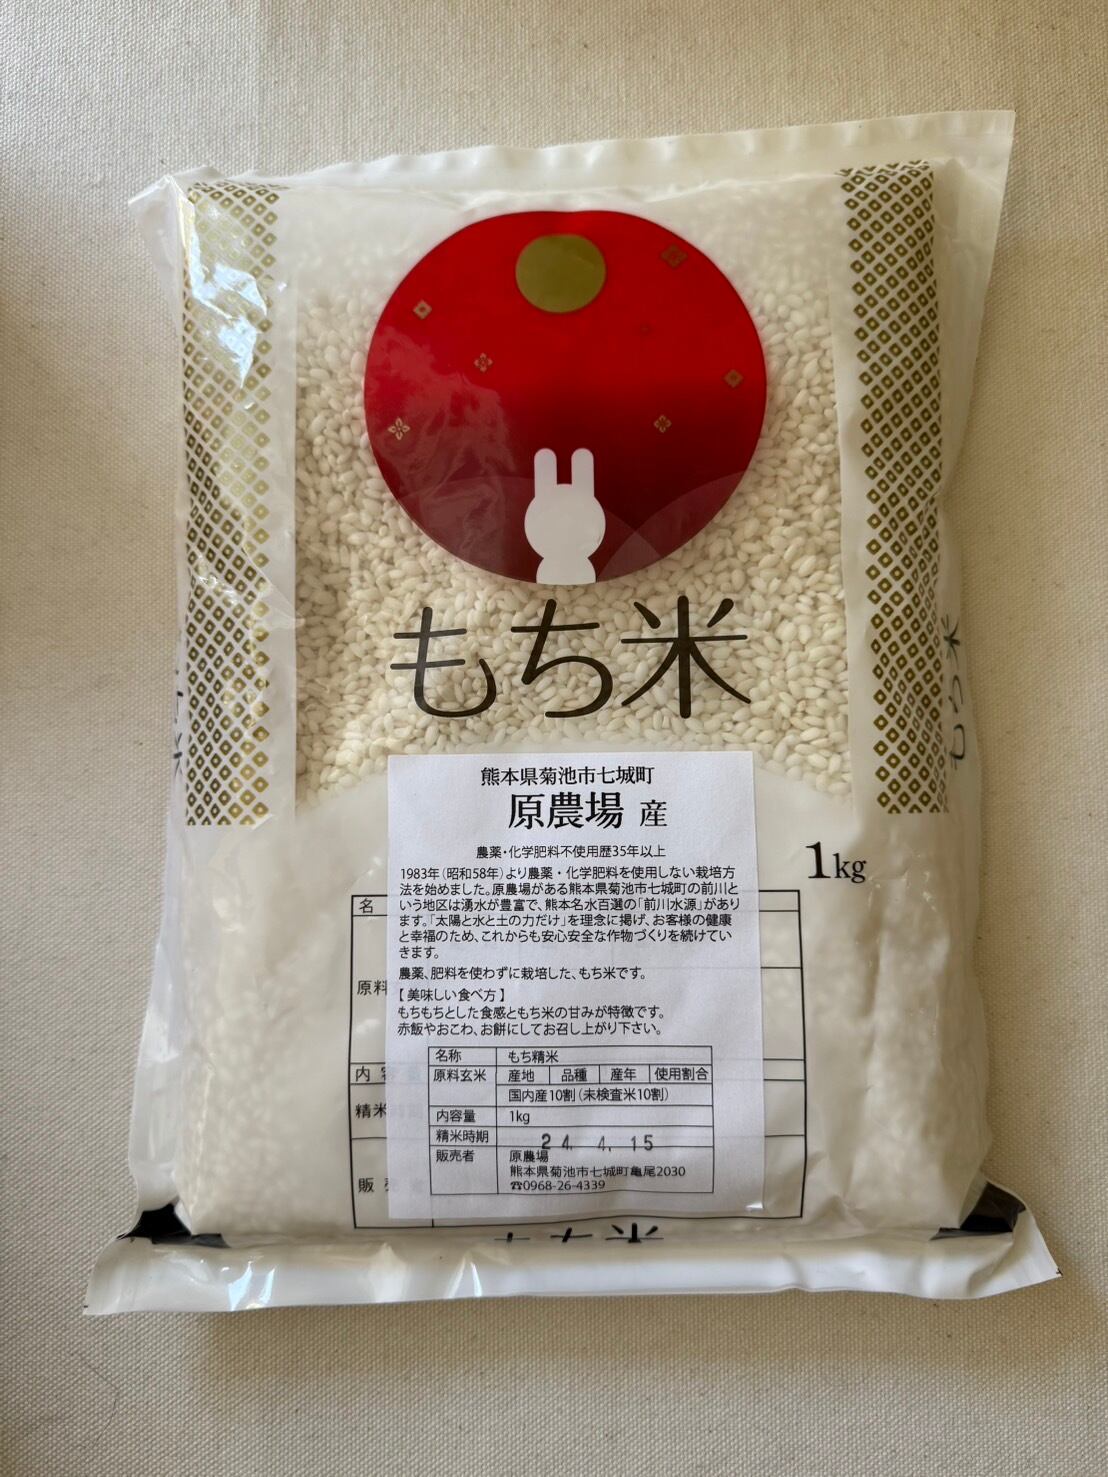 もち米
熊本県菊池市七城町
原農場 産
農薬・化学肥料不使用歴35年以上
1kg
1983年(昭和58年)より農薬・化学肥料を使用しない栽培方
法を始めました。原農場がある熊本県菊池市七城町の前川と
いう地区は湧水が豊富で、熊本名水百選の「前川水源」があり
ます。「太陽と水と土の力だけ」を理念に掲げ、お客様の健康
と幸福のため、これからも安心安全な作物づくりを続けてい
きます。
農薬、肥料を使わずに栽培した、もち米です。
【美味しい食べ方】
もちもちとした食感ともち米の甘みが特徴です。
赤飯やおこわ、お餅にしてお召し上がり下さい。
名称 もち精米
原料玄米 産地 品種 産年 使用割合
国内産10割(未検査米10割)
内容量 1kg
精米時期 24. 4. 15
販売者 原農場
熊本県菊池市七城町亀尾2030
☎0968-26-4339
名
原料
内
精米
販